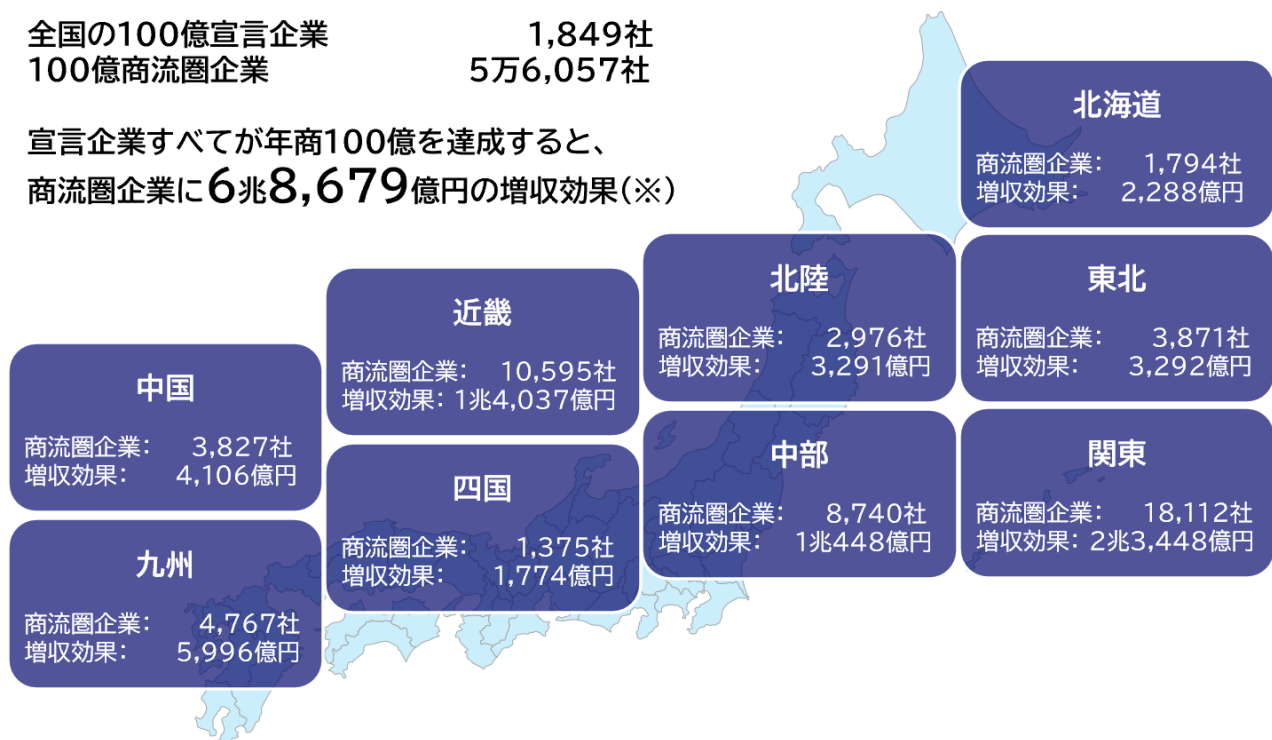 全国の100億宣言企業 1,849社
100億商流圏企業 5万6,057社
宣言企業すべてが年商100億を達成すると、
商流圏企業に6兆8,679億円の増収効果(※)
北海道
商流圏企業: 1,794社
増収効果: 2,288億円
北陸
商流圏企業: 2,976社
増収効果: 3,291億円
東北
商流圏企業: 3,871社
増収効果: 3,292億円
近畿
商流圏企業: 10,595社
増収効果: 1兆4,037億円
中国
商流圏企業: 3,827社
増収効果: 4,106億円
四国
商流圏企業: 1,375社
増収効果: 1,774億円
中部
商流圏企業: 8,740社
増収効果: 1兆448億円
関東
商流圏企業: 18,112社
増収効果: 2兆3,448億円
九州
商流圏企業: 4,767社
増収効果: 5,996億円